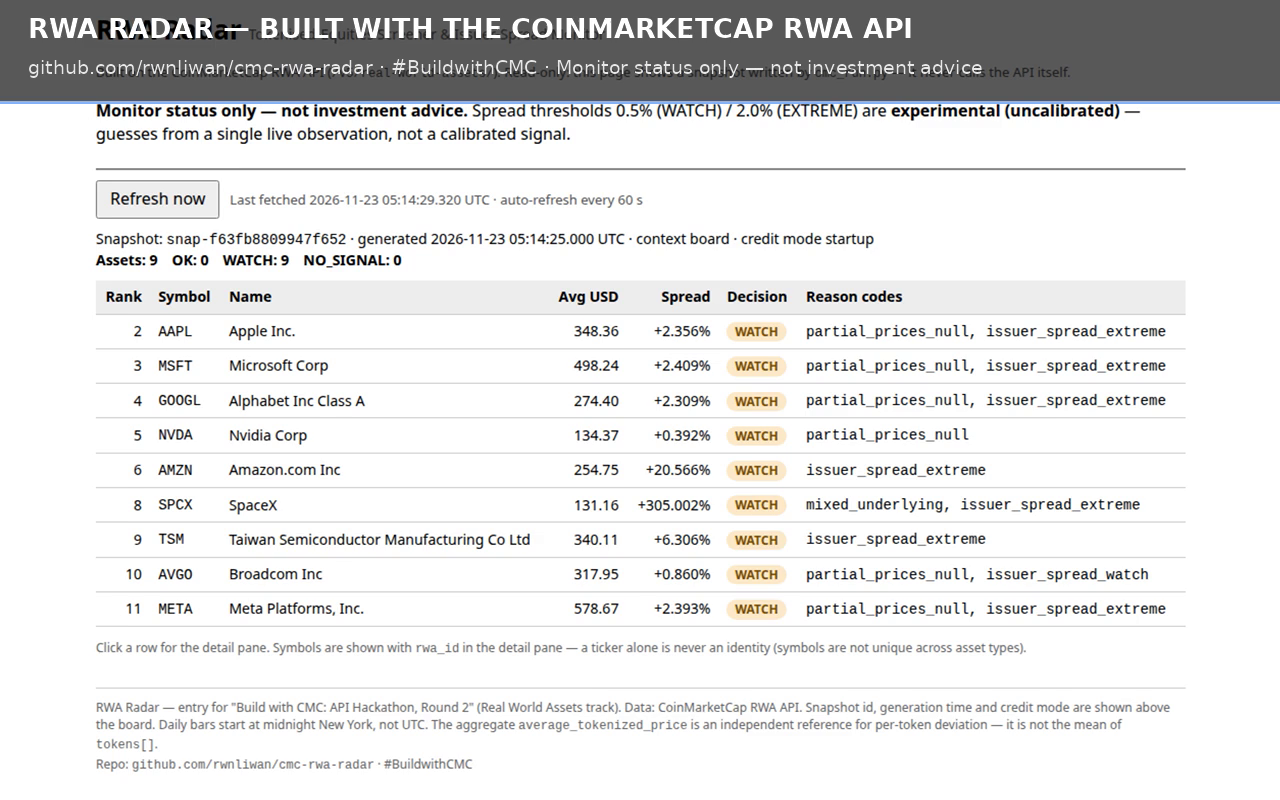 RWA RADAR — BUILT WITH THE COINMARKETCAP RWA API
github.com/rwnliwan/cmc-rwa-radar · #BuildwithCMC · Monitor status only — not investment advice
Monitor status only — not investment advice. Spread thresholds 0.5% (WATCH) / 2.0% (EXTREME) are experimental (uncalibrated) —
guesses from a single live observation, not a calibrated signal.
Refresh now Last fetched 2026-11-23 05:14:29.320 UTC · auto-refresh every 60 s
Snapshot: snap-f63fb8809947f652 · generated 2026-11-23 05:14:25.000 UTC · context board · credit mode startup
Assets: 9 OK: 0 WATCH: 9 NO_SIGNAL: 0
Rank Symbol Name Avg USD Spread Decision Reason codes
2 AAPL Apple Inc. 348.36 +2.356% WATCH partial_prices_null, issuer_spread_extreme
3 MSFT Microsoft Corp 498.24 +2.409% WATCH partial_prices_null, issuer_spread_extreme
4 GOOGL Alphabet Inc Class A 274.40 +2.309% WATCH partial_prices_null, issuer_spread_extreme
5 NVDA Nvidia Corp 134.37 +0.392% WATCH partial_prices_null
6 AMZN Amazon.com Inc 254.75 +20.566% WATCH issuer_spread_extreme
8 SPCX SpaceX 131.16 +305.002% WATCH mixed_underlying, issuer_spread_extreme
9 TSM Taiwan Semiconductor Manufacturing Co Ltd 340.11 +6.306% WATCH issuer_spread_extreme
10 AVGO Broadcom Inc 317.95 +0.860% WATCH partial_prices_null, issuer_spread_watch
11 META Meta Platforms, Inc. 578.67 +2.393% WATCH partial_prices_null, issuer_spread_extreme
Click a row for the detail pane. Symbols are shown with rwa_id in the detail pane — a ticker alone is never an identity (symbols are not unique across asset types).
RWA Radar — entry for "Build with CMC: API Hackathon, Round 2" (Real World Assets track). Data: CoinMarketCap RWA API. Snapshot id, generation time and credit mode are shown above
the board. Daily bars start at midnight New York, not UTC. The aggregate average_tokenized_price is an independent reference for per-token deviation — it is not the mean of
tokens[].
Repo: github.com/rwnliwan/cmc-rwa-radar · #BuildwithCMC